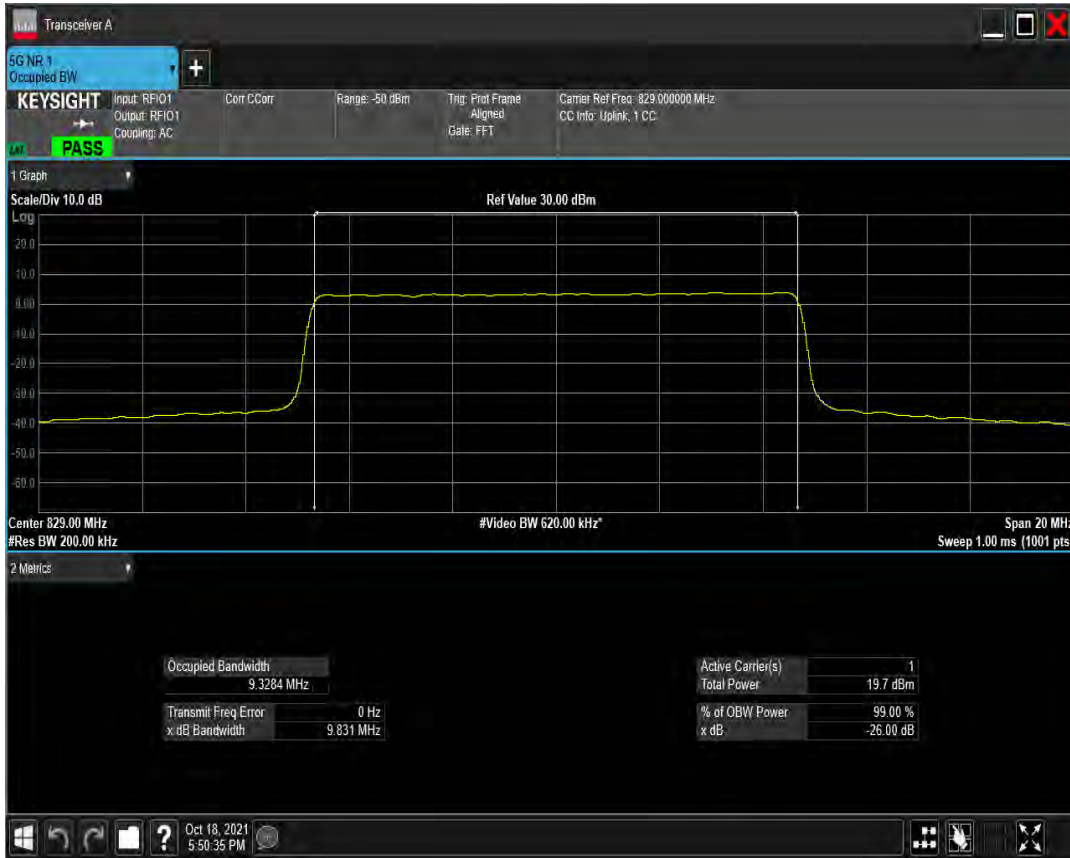 Transceiver A
5G NR 1
Occupied BW
+
KEYSIGHT
Input: RFIO1
Output: RFIO1
Coupling: AC
Corr CCorr
Range: -50 dBm
Trig: Prot Frame
Aligned
Gate: FFT
Carrier Ref Freq: 829.000000 MHz
CC Info: Uplink, 1 CC
PASS
1 Graph
Scale/Div 10.0 dB
Ref Value 30.00 dBm
Log
20.0
10.0
0.00
-10.0
-20.0
-30.0
-40.0
-50.0
-60.0
Center 829.00 MHz
#Video BW 620.00 kHz*
Span 20 MHz
#Res BW 200.00 kHz
Sweep 1.00 ms (1001 pts
2 Metrics
Occupied Bandwidth
9.3284 MHz
Transmit Freq Error 0 Hz
x dB Bandwidth 9.831 MHz
Active Carrier(s) 1
Total Power 19.7 dBm
% of OBW Power 99.00 %
x dB -26.00 dB
?
Oct 18, 2021
5:50:35 PM